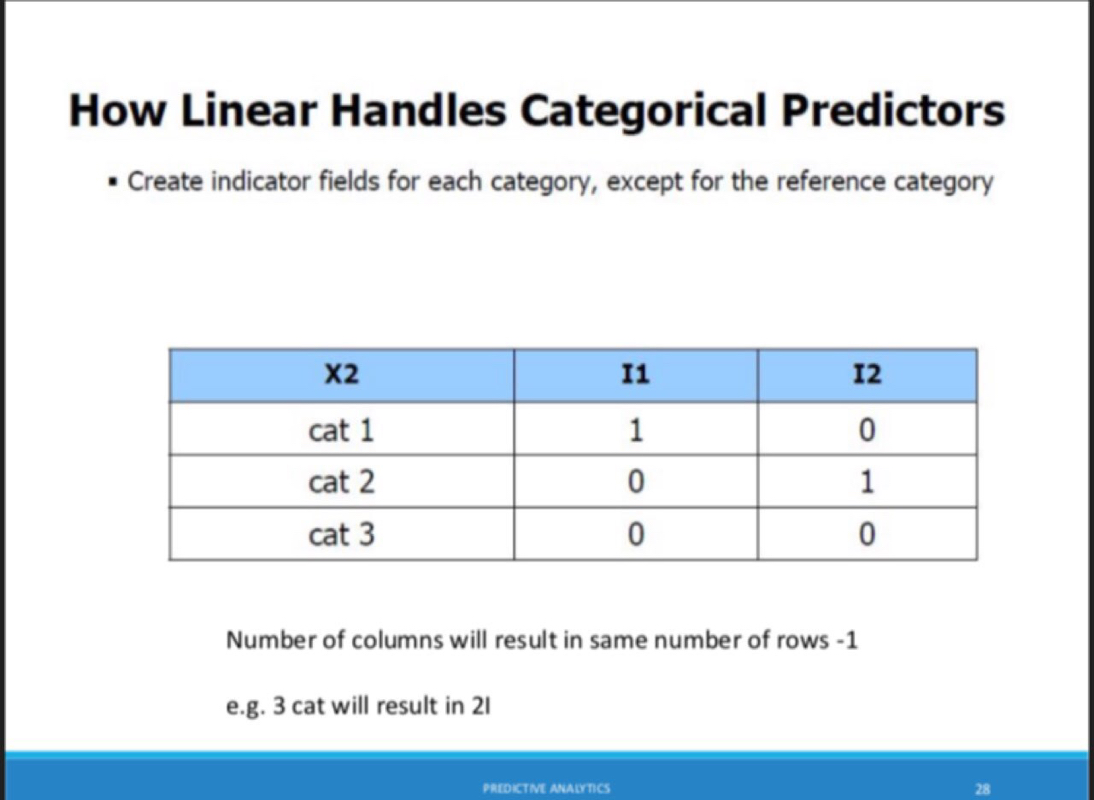 How Linear Handles Categorical Predictors
▪ Create indicator fields for each category, except for the reference category
X2 I1 I2
cat 1 1 0
cat 2 0 1
cat 3 0 0
Number of columns will result in same number of rows -1
e.g. 3 cat will result in 2I
PREDICTIVE ANALYTICS 28